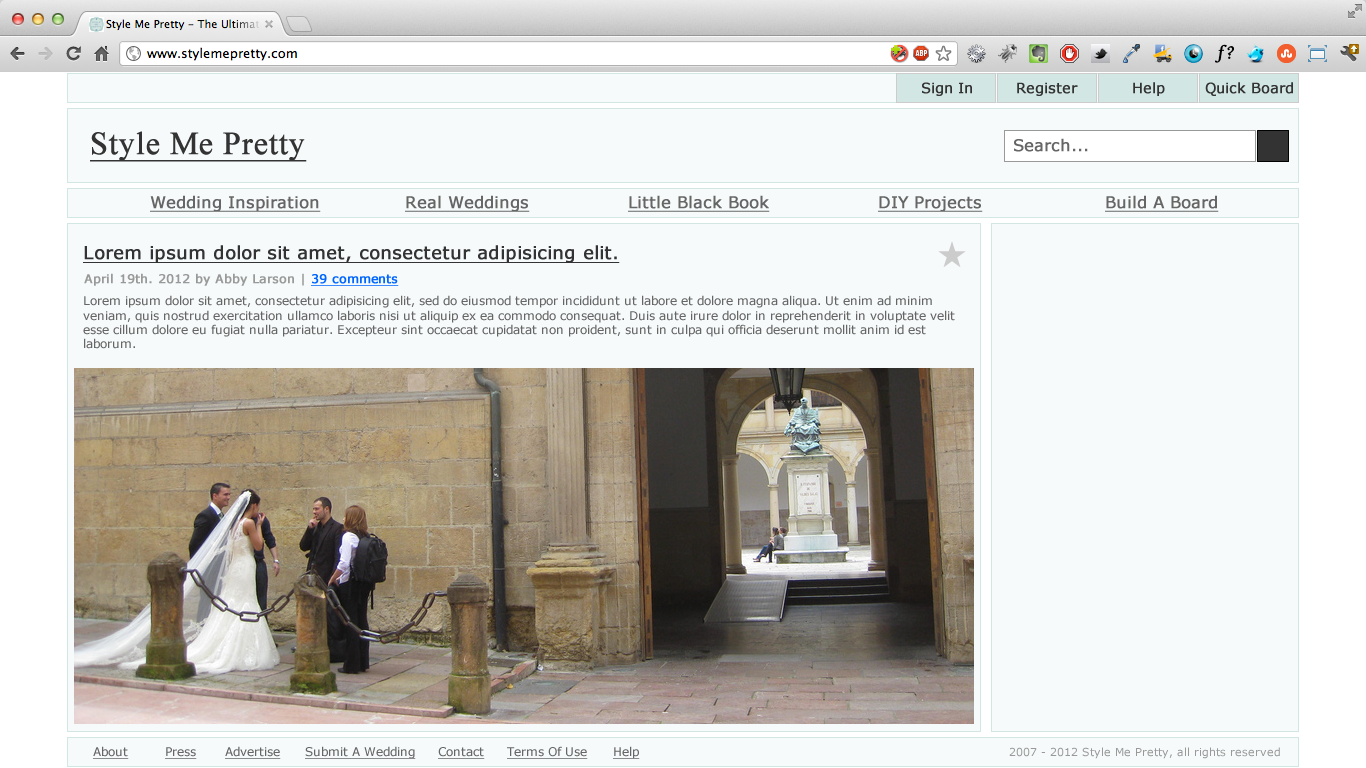 Style Me Pretty – The Ultimat
www.stylemepretty.com
ABP
f?
Sign In
Register
Help
Quick Board
Style Me Pretty
Search...
Wedding Inspiration
Real Weddings
Little Black Book
DIY Projects
Build A Board
Lorem ipsum dolor sit amet, consectetur adipisicing elit.
April 19th. 2012 by Abby Larson | 39 comments
Lorem ipsum dolor sit amet, consectetur adipisicing elit, sed do eiusmod tempor incididunt ut labore et dolore magna aliqua. Ut enim ad minim
veniam, quis nostrud exercitation ullamco laboris nisi ut aliquip ex ea commodo consequat. Duis aute irure dolor in reprehenderit in voluptate velit
esse cillum dolore eu fugiat nulla pariatur. Excepteur sint occaecat cupidatat non proident, sunt in culpa qui officia deserunt mollit anim id est
laborum.
About
Press
Advertise
Submit A Wedding
Contact
Terms Of Use
Help
2007 - 2012 Style Me Pretty, all rights reserved